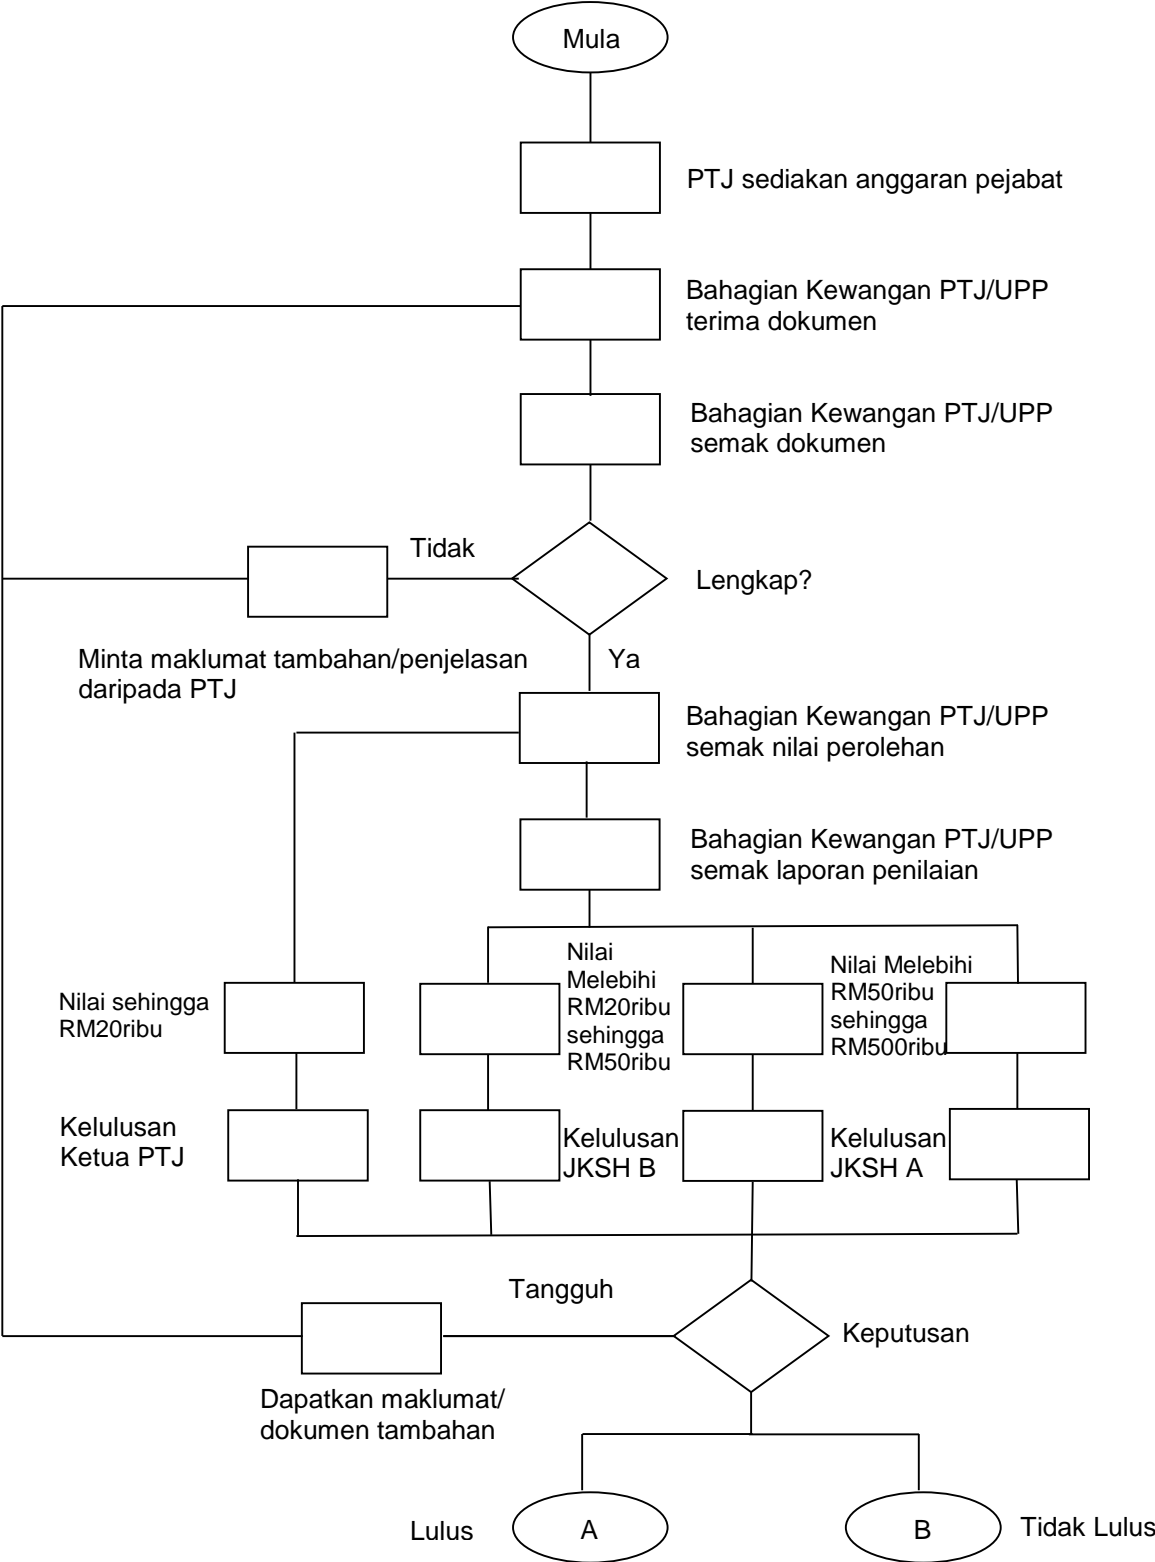 Mula
PTJ sediakan anggaran pejabat
Bahagian Kewangan PTJ/UPP
terima dokumen
Bahagian Kewangan PTJ/UPP
semak dokumen
Tidak
Lengkap?
Minta maklumat tambahan/penjelasan
daripada PTJ
Ya
Bahagian Kewangan PTJ/UPP
semak nilai perolehan
Bahagian Kewangan PTJ/UPP
semak laporan penilaian
Nilai sehingga
RM20ribu
Nilai
Melebihi
RM20ribu
sehingga
RM50ribu
Nilai Melebihi
RM50ribu
sehingga
RM500ribu
Kelulusan
Ketua PTJ
Kelulusan
JKSH B
Kelulusan
JKSH A
Tangguh
Keputusan
Dapatkan maklumat/
dokumen tambahan
Lulus
A
B
Tidak Lulus